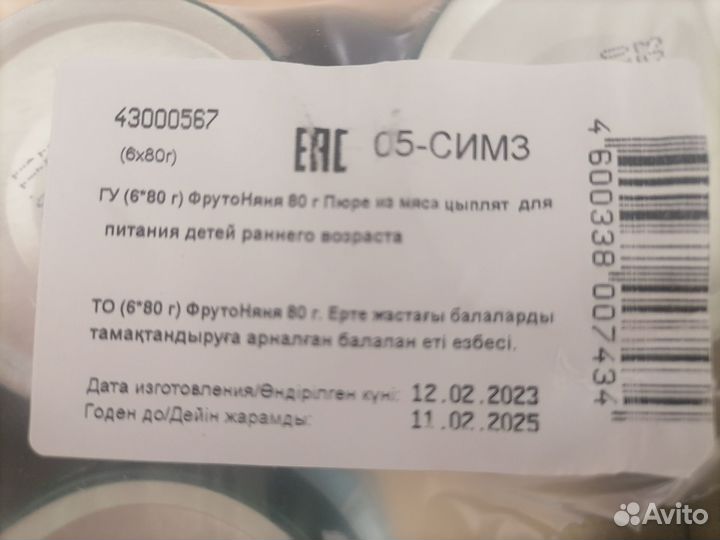 43000567
(6х80г)
ЕАС 05-СИМЗ
ГУ (6*80 г) ФрутоНяня 80 г Пюре из мяса цыплят для
питания детей раннего возраста
ТО (6*80 г) ФрутоНяня 80 г. Ерте жастағы балаларды
тамақтандыруға арналған балапан еті езбесі.
Дата изготовления/Өндірілген күні: 12.02.2023
Годен до/Дейін жарамды: 11.02.2025
4 600338 007434
Avito